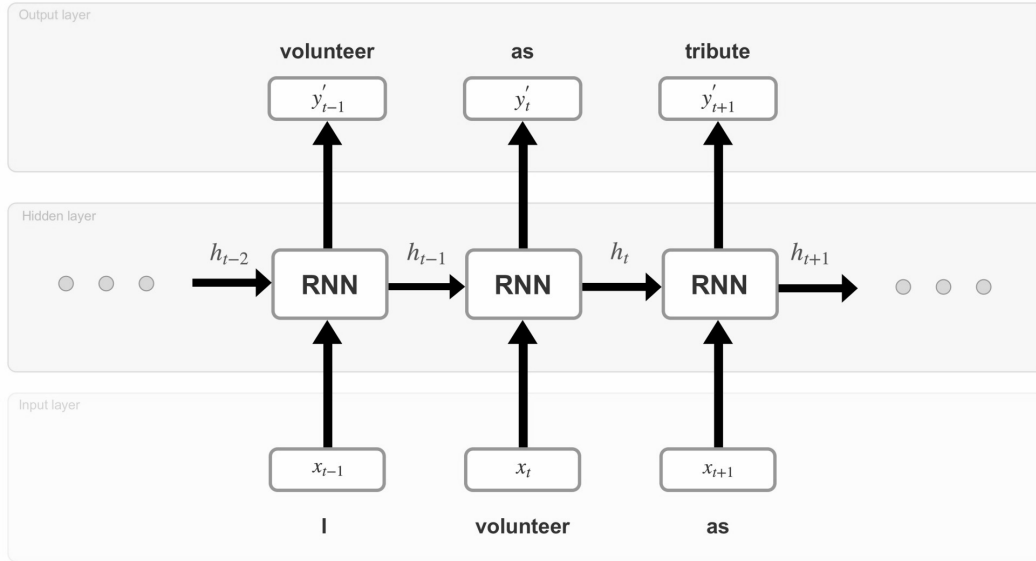 Output layer
volunteer as tribute
y'ₜ₋₁ y'ₜ y'ₜ₊₁
Hidden layer
hₜ₋₂ hₜ₋₁ hₜ hₜ₊₁
RNN RNN RNN
Input layer
xₜ₋₁ xₜ xₜ₊₁
I volunteer as